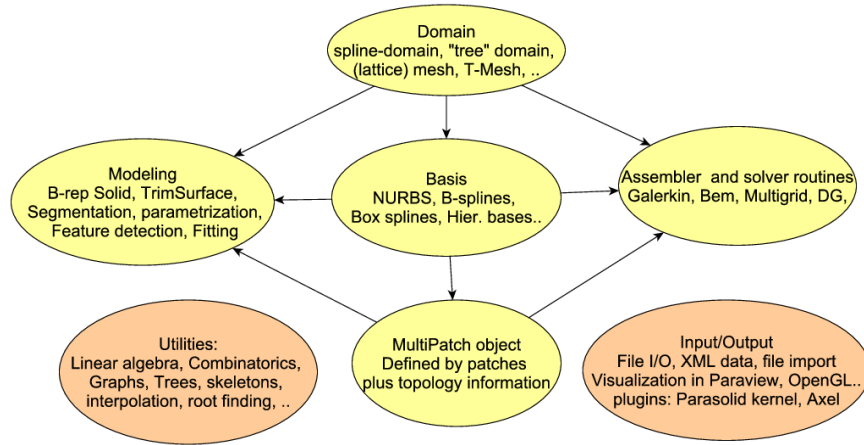 Domain
spline-domain, "tree" domain,
(lattice) mesh, T-Mesh, ..
Modeling
B-rep Solid, TrimSurface,
Segmentation, parametrization,
Feature detection, Fitting
Basis
NURBS, B-splines,
Box splines, Hier. bases..
Assembler and solver routines
Galerkin, Bem, Multigrid, DG,
Utilities:
Linear algebra, Combinatorics,
Graphs, Trees, skeletons,
interpolation, root finding, ..
MultiPatch object
Defined by patches
plus topology information
Input/Output
File I/O, XML data, file import
Visualization in Paraview, OpenGL..
plugins: Parasolid kernel, Axel